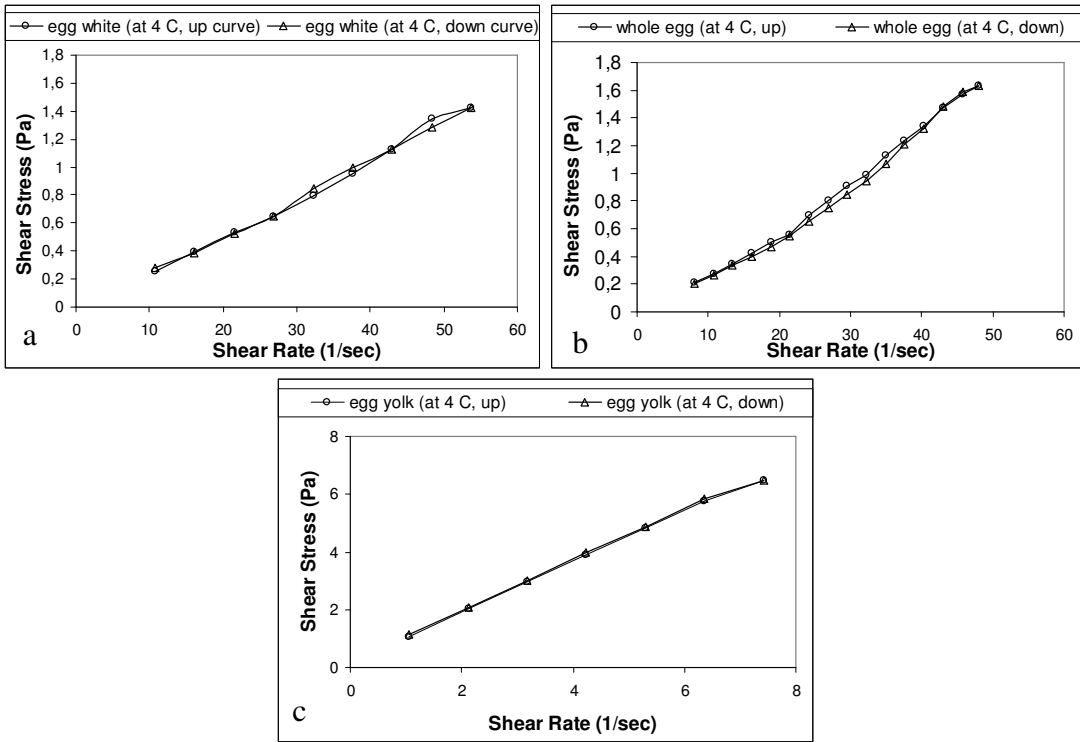 egg white (at 4 C, up curve) egg white (at 4 C, down curve)
1,8
1,6
1,4
1,2
1
0,8
0,6
0,4
0,2
0
Shear Stress (Pa)
0 10 20 30 40 50 60
Shear Rate (1/sec)
a
whole egg (at 4 C, up) whole egg (at 4 C, down)
1,8
1,6
1,4
1,2
1
0,8
0,6
0,4
0,2
0
Shear Stress (Pa)
0 10 20 30 40 50 60
Shear Rate (1/sec)
b
egg yolk (at 4 C, up) egg yolk (at 4 C, down)
8
6
4
2
0
Shear Stress (Pa)
0 2 4 6 8
Shear Rate (1/sec)
c